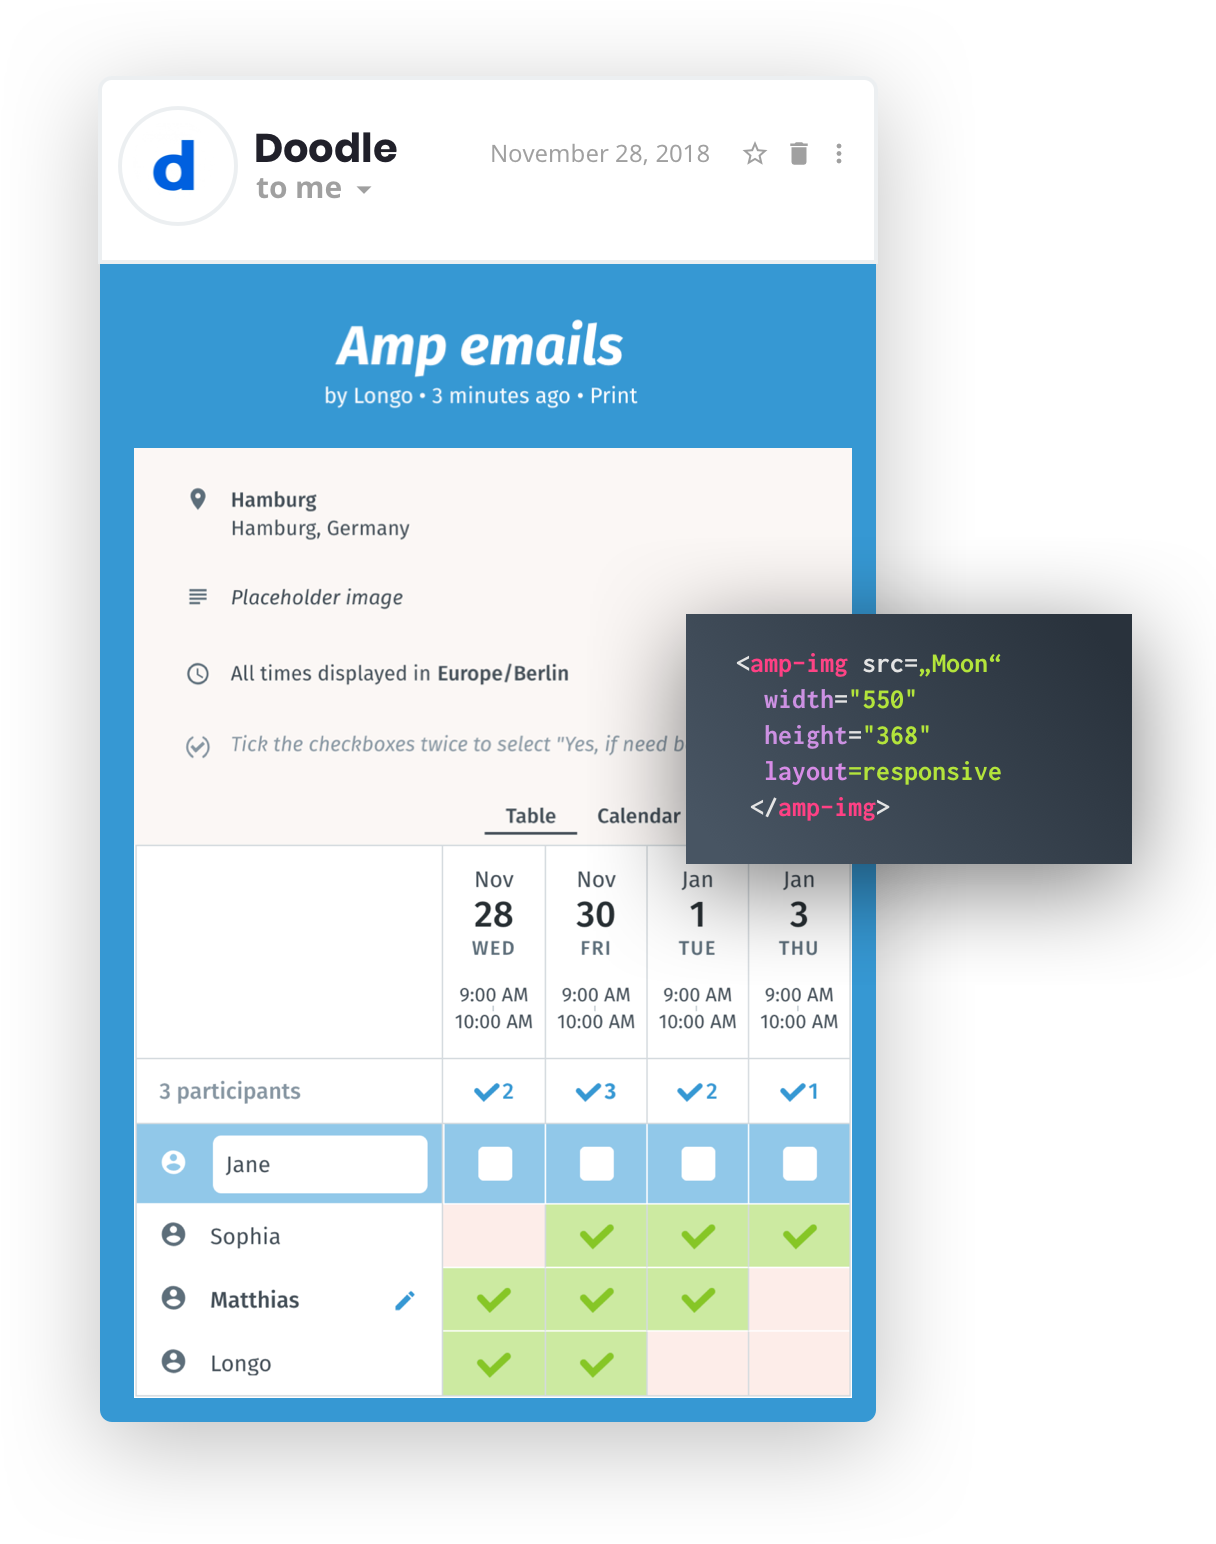 d
Doodle
November 28, 2018
to me
Amp emails
by Longo • 3 minutes ago • Print
Hamburg
Hamburg, Germany
Placeholder image
All times displayed in Europe/Berlin
Tick the checkboxes twice to select "Yes, if need b
<amp-img src=„Moon“
width="550"
height="368"
layout=responsive
</amp-img>
Table Calendar
Nov Nov Jan Jan
28 30 1 3
WED FRI TUE THU
9:00 AM 9:00 AM 9:00 AM 9:00 AM
10:00 AM 10:00 AM 10:00 AM 10:00 AM
3 participants 2 3 2 1
Jane
Sophia
Matthias
Longo